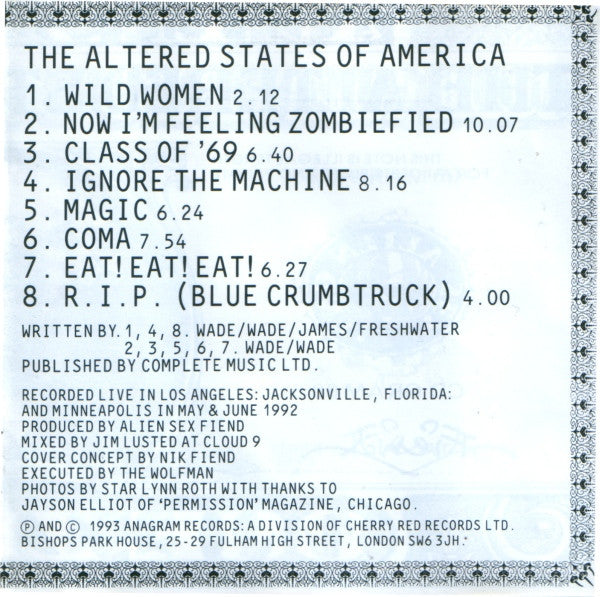 THE ALTERED STATES OF AMERICA
1. WILD WOMEN 2.12
2. NOW I'M FEELING ZOMBIEFIED 10.07
3. CLASS OF '69 6.40
4. IGNORE THE MACHINE 8.16
5. MAGIC 6.24
6. COMA 7.54
7. EAT! EAT! EAT! 6.27
8. R.I.P. (BLUE CRUMBTRUCK) 4.00
WRITTEN BY. 1, 4, 8. WADE/WADE/JAMES/FRESHWATER
2, 3, 5, 6, 7. WADE/WADE
PUBLISHED BY COMPLETE MUSIC LTD.
RECORDED LIVE IN LOS ANGELES: JACKSONVILLE, FLORIDA:
AND MINNEAPOLIS IN MAY & JUNE 1992
PRODUCED BY ALIEN SEX FIEND
MIXED BY JIM LUSTED AT CLOUD 9
COVER CONCEPT BY NIK FIEND
EXECUTED BY THE WOLFMAN
PHOTOS BY STAR LYNN ROTH WITH THANKS TO
JAYSON ELLIOT OF 'PERMISSION' MAGAZINE, CHICAGO.
Ⓟ AND © 1993 ANAGRAM RECORDS: A DIVISION OF CHERRY RED RECORDS LTD.
BISHOPS PARK HOUSE, 25-29 FULHAM HIGH STREET, LONDON SW6 3JH.